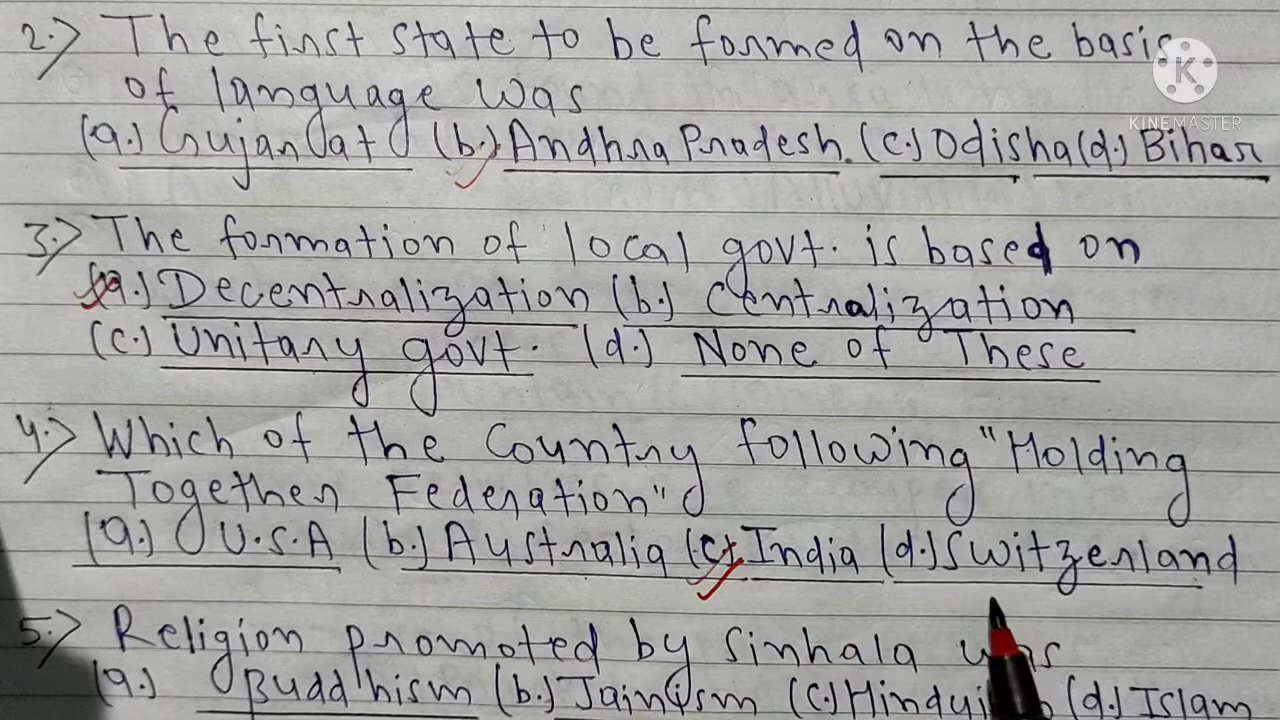 2.> The first state to be formed on the basis
of language was
(a.) Gujarat (b.) Andhra Pradesh. (c.) Odisha (d.) Bihar
3.> The formation of local govt. is based on
(a.) Decentralization (b.) Centralization
(c.) Unitary govt. (d.) None of These
4.> Which of the Country following "Holding
Together Federation"
(a.) U.S.A (b.) Australia (c.) India (d.) Switzerland
5.> Religion promoted by Sinhala was
(a.) Buddhism (b.) Jainism (c.) (d.) Islam
K
KINEMASTER